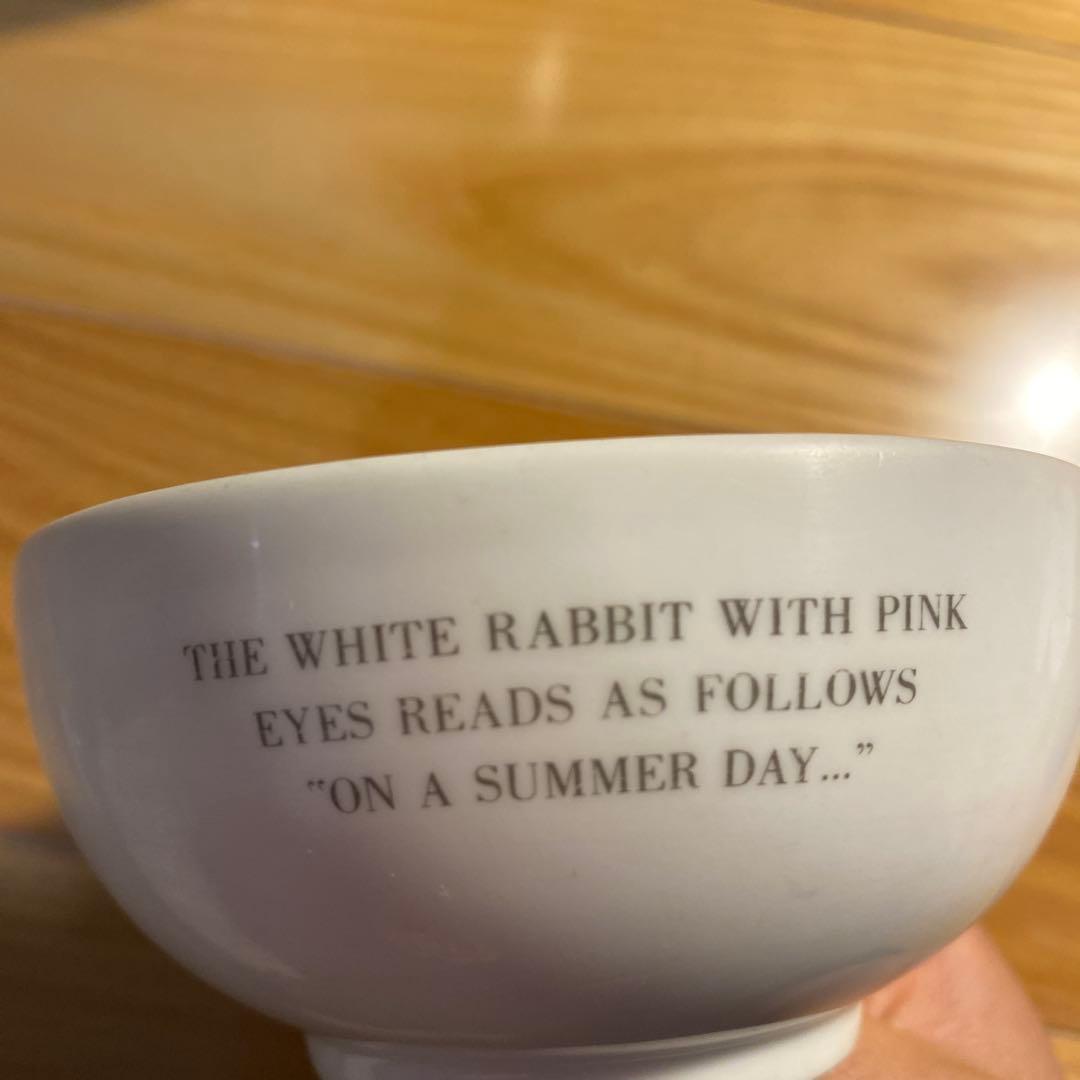 THE WHITE RABBIT WITH PINK
EYES READS AS FOLLOWS
“ON A SUMMER DAY...”